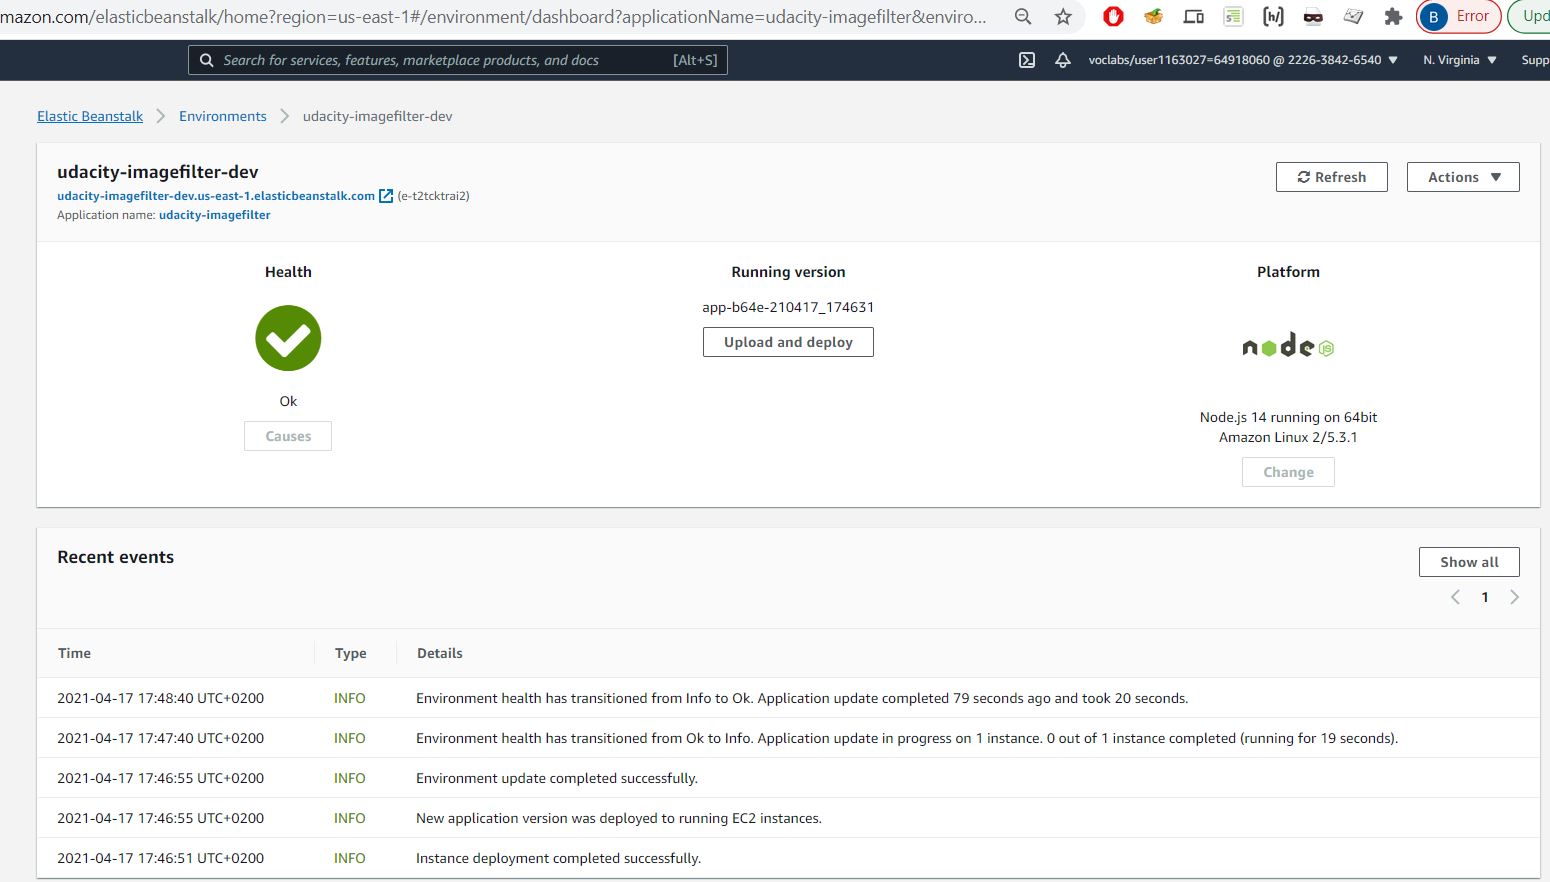 mazon.com/elasticbeanstalk/home?region=us-east-1#/environment/dashboard?applicationName=udacity-imagefilter&enviro...
[h/]
B Error
Upd
Search for services, features, marketplace products, and docs [Alt+S]
voclabs/user1163027=64918060 @ 2226-3842-6540 ▼ N. Virginia ▼ Supp
Elastic Beanstalk > Environments > udacity-imagefilter-dev
udacity-imagefilter-dev
udacity-imagefilter-dev.us-east-1.elasticbeanstalk.com (e-t2tcktrai2)
Application name: udacity-imagefilter
Refresh
Actions ▼
Health
Ok
Causes
Running version
app-b64e-210417_174631
Upload and deploy
Platform
node JS
Node.js 14 running on 64bit
Amazon Linux 2/5.3.1
Change
Recent events
Show all
< 1 >
Time Type Details
2021-04-17 17:48:40 UTC+0200 INFO Environment health has transitioned from Info to Ok. Application update completed 79 seconds ago and took 20 seconds.
2021-04-17 17:47:40 UTC+0200 INFO Environment health has transitioned from Ok to Info. Application update in progress on 1 instance. 0 out of 1 instance completed (running for 19 seconds).
2021-04-17 17:46:55 UTC+0200 INFO Environment update completed successfully.
2021-04-17 17:46:55 UTC+0200 INFO New application version was deployed to running EC2 instances.
2021-04-17 17:46:51 UTC+0200 INFO Instance deployment completed successfully.